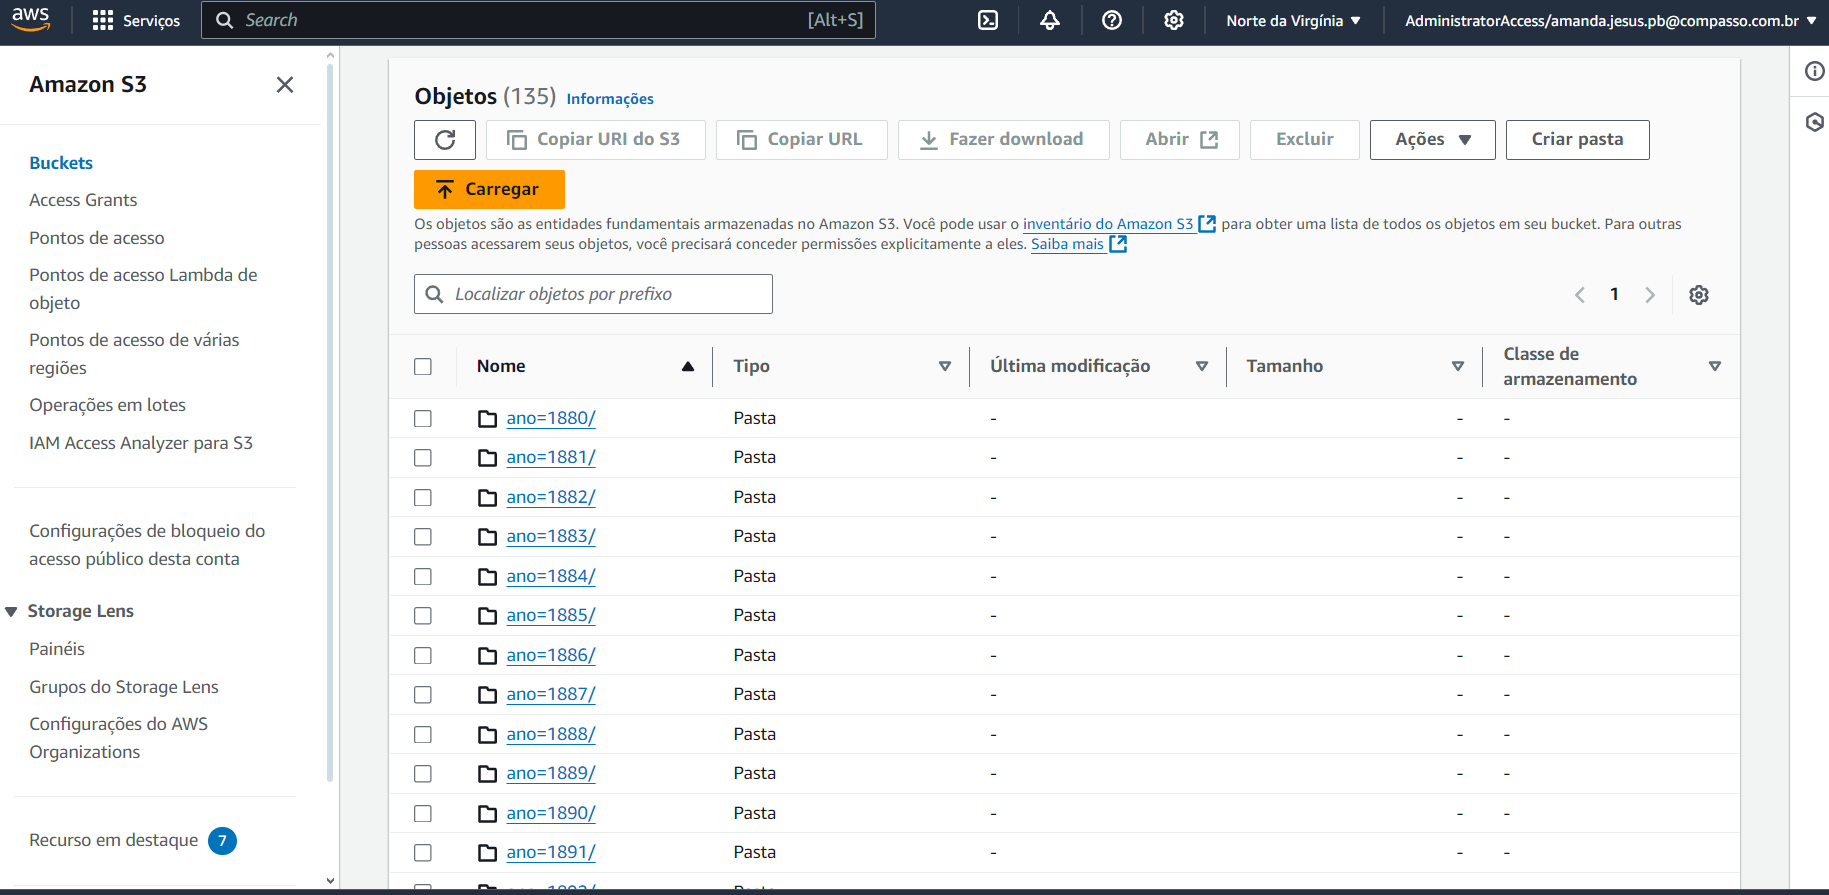 aws
Serviços
Search
[Alt+S]
Norte da Virgínia
AdministratorAccess/amanda.jesus.pb@compasso.com.br
Amazon S3
Buckets
Access Grants
Pontos de acesso
Pontos de acesso Lambda de
objeto
Pontos de acesso de várias
regiões
Operações em lotes
IAM Access Analyzer para S3
Configurações de bloqueio do
acesso público desta conta
Storage Lens
Painéis
Grupos do Storage Lens
Configurações do AWS
Organizations
Recurso em destaque 7
Objetos (135) Informações
Copiar URI do S3
Copiar URL
Fazer download
Abrir
Excluir
Ações
Criar pasta
Carregar
Os objetos são as entidades fundamentais armazenadas no Amazon S3. Você pode usar o inventário do Amazon S3 para obter uma lista de todos os objetos em seu bucket. Para outras
pessoas acessarem seus objetos, você precisará conceder permissões explicitamente a eles. Saiba mais
Localizar objetos por prefixo
1
Nome
Tipo
Última modificação
Tamanho
Classe de
armazenamento
ano=1880/ Pasta - - -
ano=1881/ Pasta - - -
ano=1882/ Pasta - - -
ano=1883/ Pasta - - -
ano=1884/ Pasta - - -
ano=1885/ Pasta - - -
ano=1886/ Pasta - - -
ano=1887/ Pasta - - -
ano=1888/ Pasta - - -
ano=1889/ Pasta - - -
ano=1890/ Pasta - - -
ano=1891/ Pasta - - -